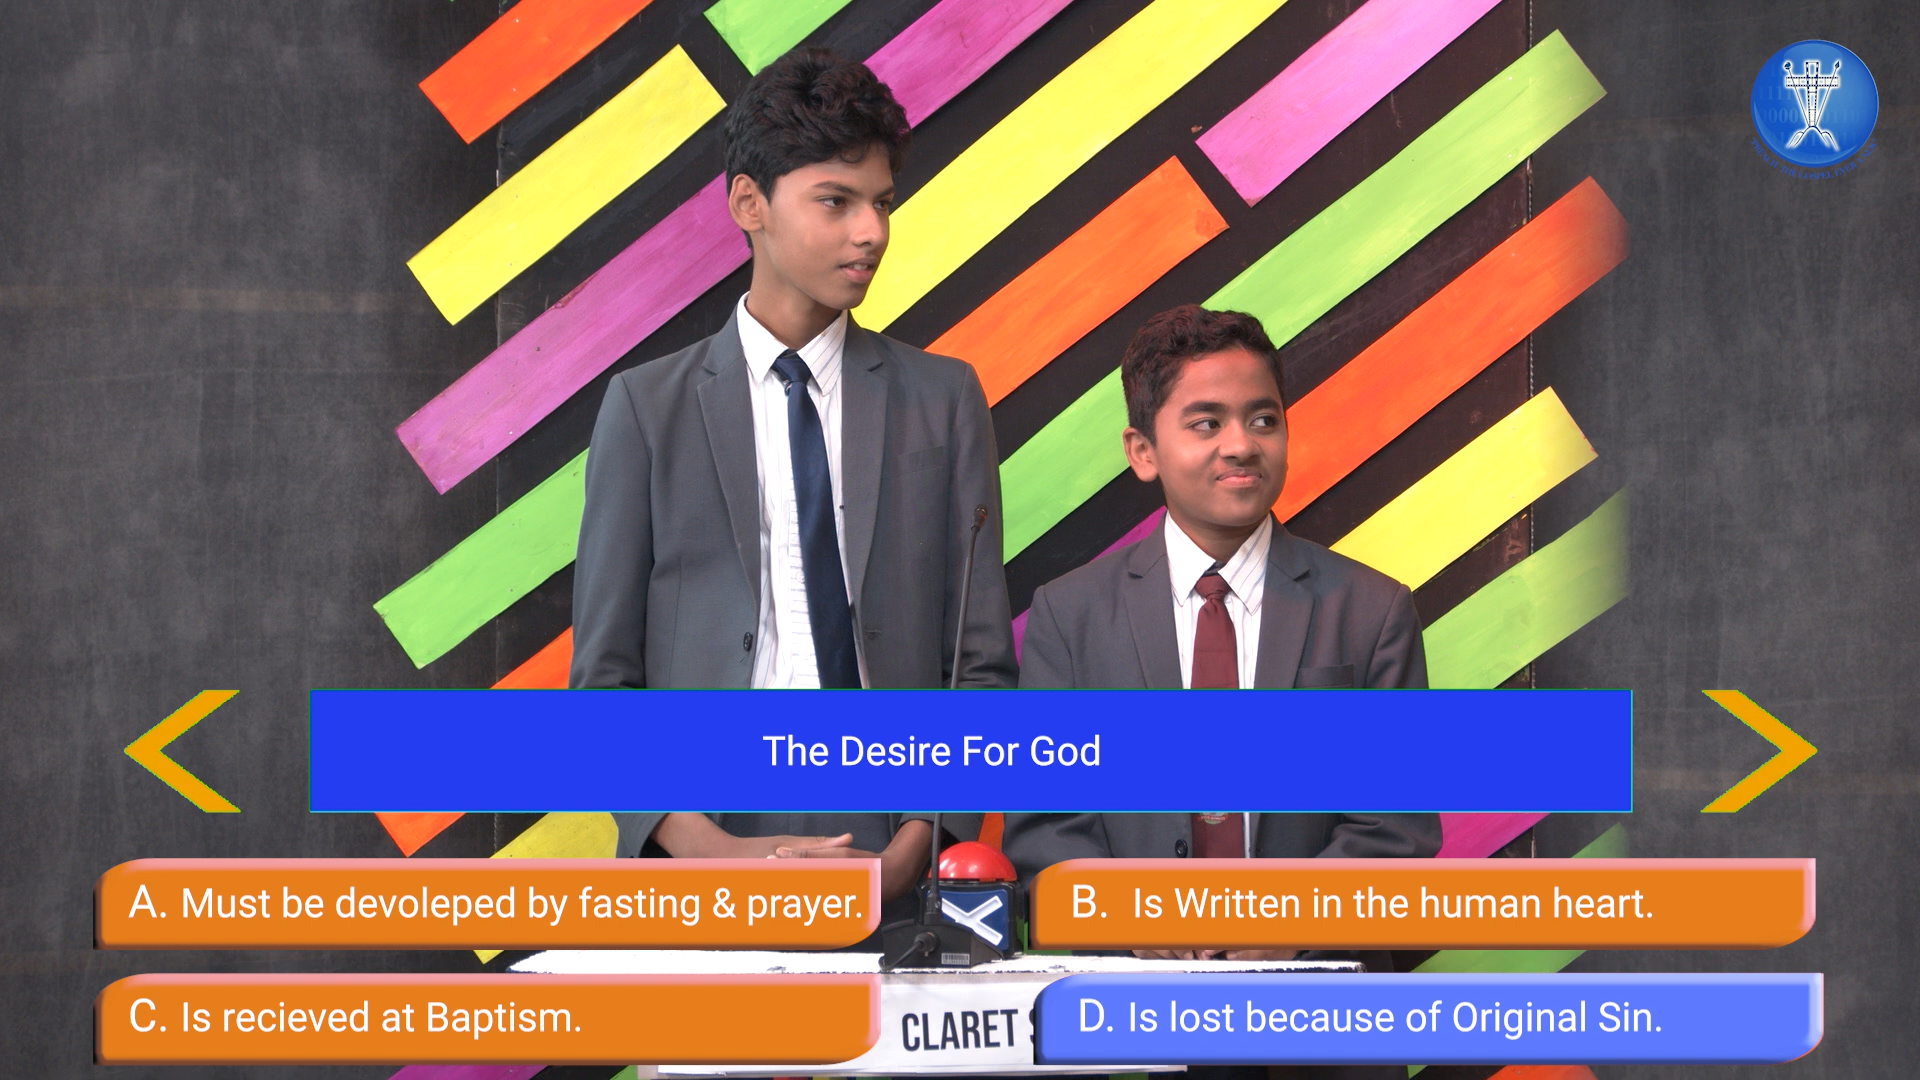 The Desire For God
A. Must be devoleped by fasting & prayer.
B. Is Written in the human heart.
C. Is recieved at Baptism.
D. Is lost because of Original Sin.
CLARET